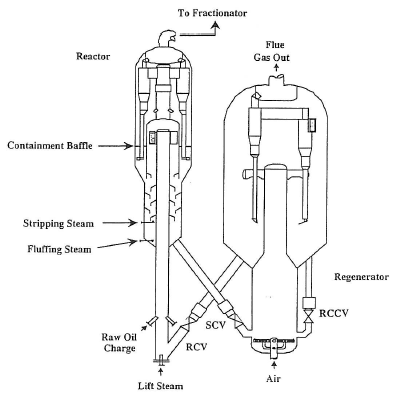 To Fractionator
Reactor
Flue
Gas Out
Containment Baffle
Stripping Steam
Fluffing Steam
Regenerator
RCCV
SCV
Raw Oil
Charge
RCV
Air
Lift Steam